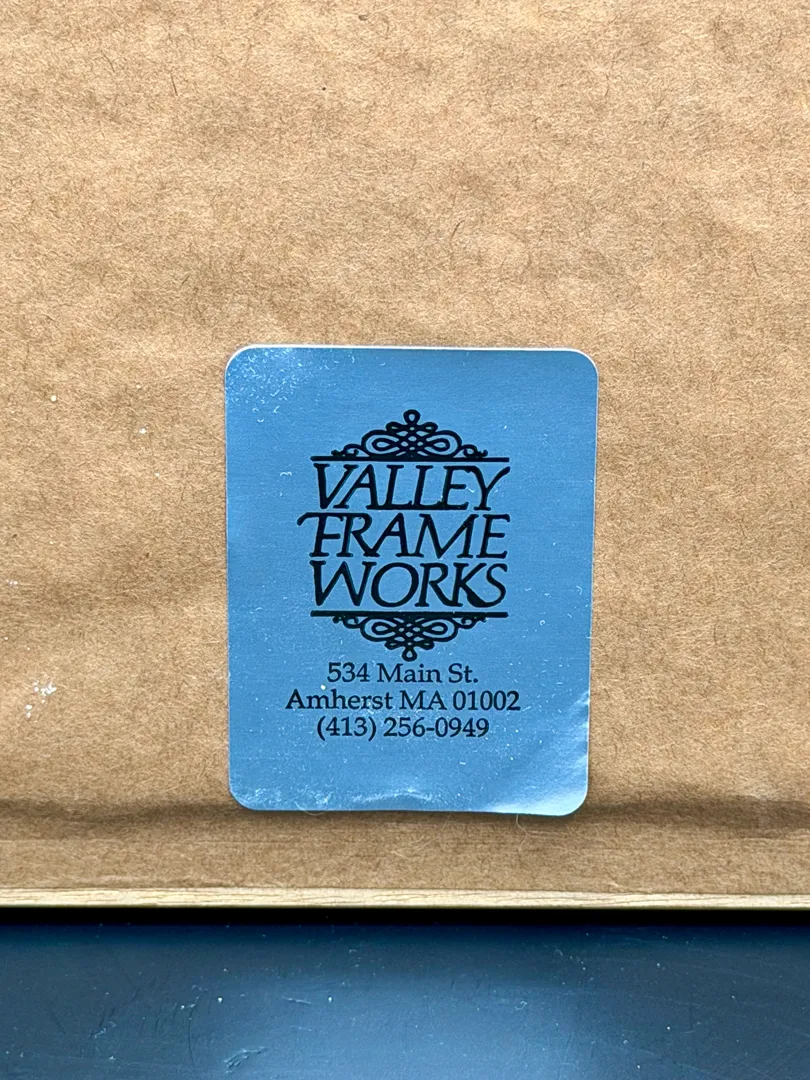 VALLEY
FRAME
WORKS
534 Main St.
Amherst MA 01002
(413) 256-0949